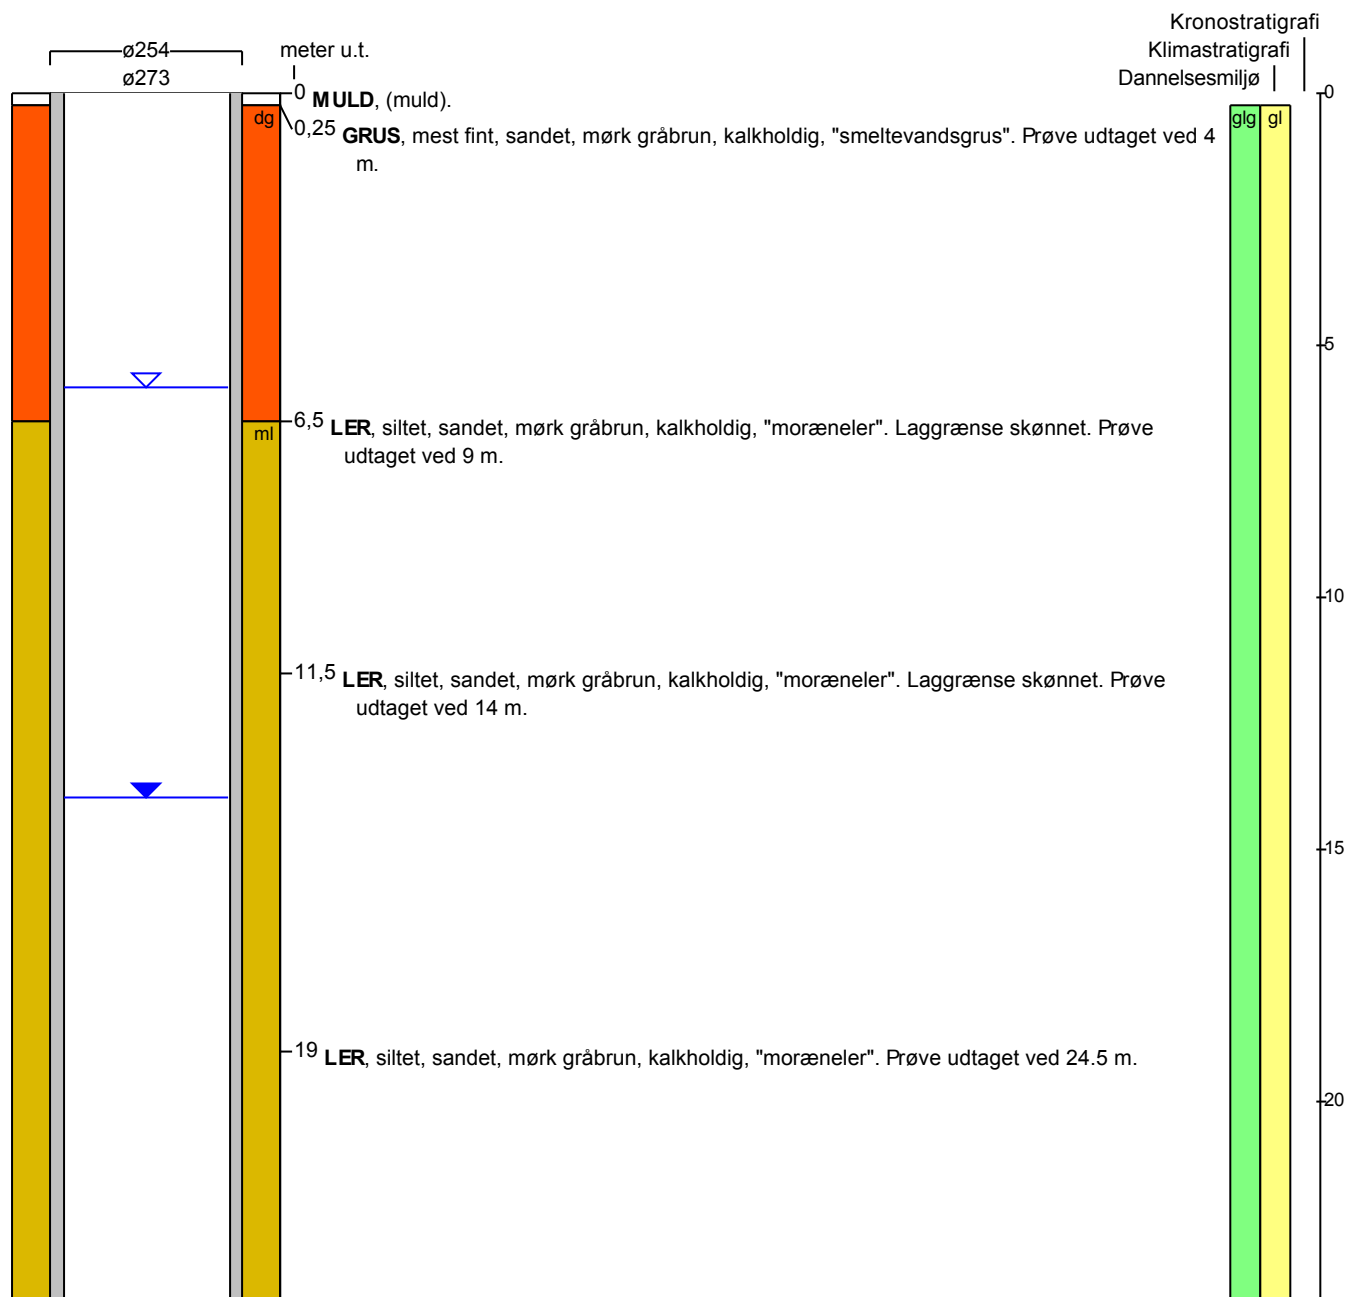 Kronostratigrafi
ø254 meter u.t. Klimastratigrafi
ø273 Dannelsesmiljø
0 MULD, (muld). 0
dg 0,25 GRUS, mest fint, sandet, mørk gråbrun, kalkholdig, "smeltevandsgrus". Prøve udtaget ved 4 glg gl
m.
5
6,5 LER, siltet, sandet, mørk gråbrun, kalkholdig, "moræneler". Laggrænse skønnet. Prøve
ml udtaget ved 9 m.
10
11,5 LER, siltet, sandet, mørk gråbrun, kalkholdig, "moræneler". Laggrænse skønnet. Prøve
udtaget ved 14 m.
15
19 LER, siltet, sandet, mørk gråbrun, kalkholdig, "moræneler". Prøve udtaget ved 24.5 m.
20